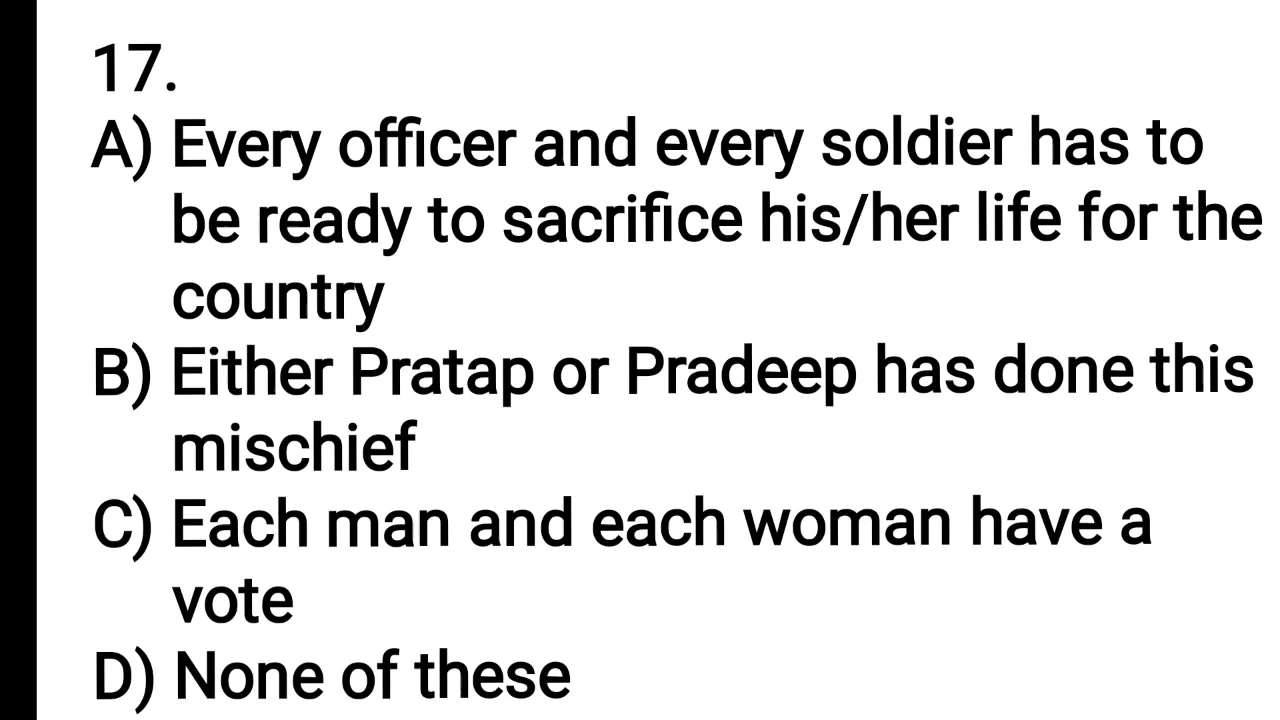 17.
A) Every officer and every soldier has to
be ready to sacrifice his/her life for the
country
B) Either Pratap or Pradeep has done this
mischief
C) Each man and each woman have a
vote
D) None of these